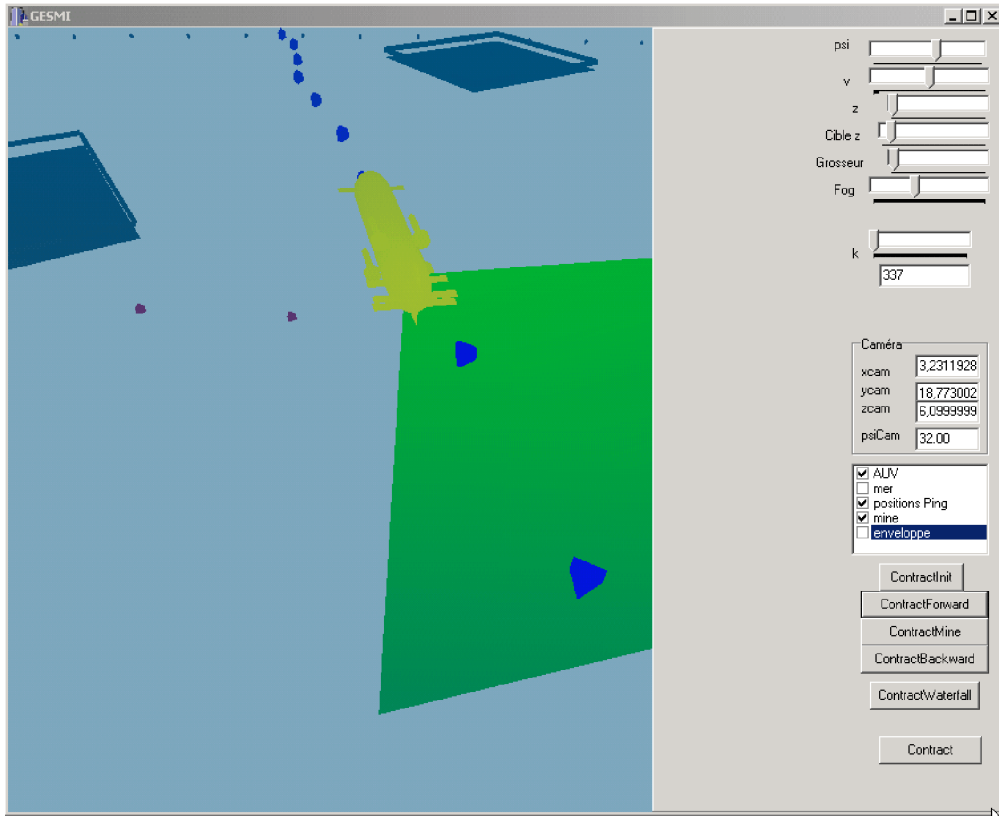 GESMI
psi
v
z
Cible z
Grosseur
Fog
k
337
Caméra
xcam 3,2311928
ycam 18,773002
zcam 6,0999999
psiCam 32.00
AUV
mer
positions Ping
mine
enveloppe
ContractInit
ContractForward
ContractMine
ContractBackward
ContractWaterfall
Contract